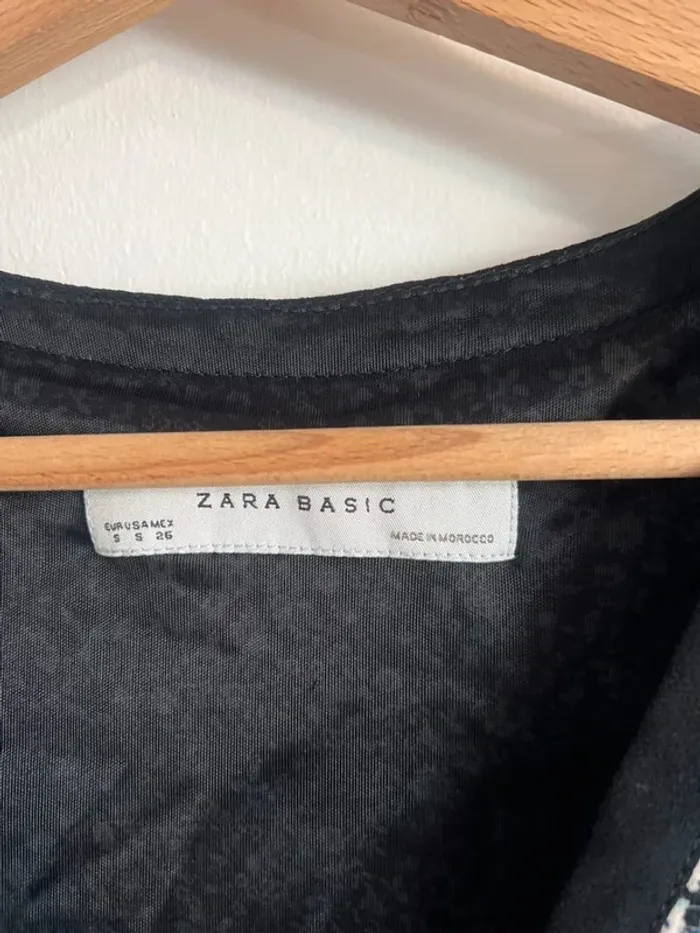 ZARA BASIC
EUR USA MEX
S S 26
MADE IN MOROCCO